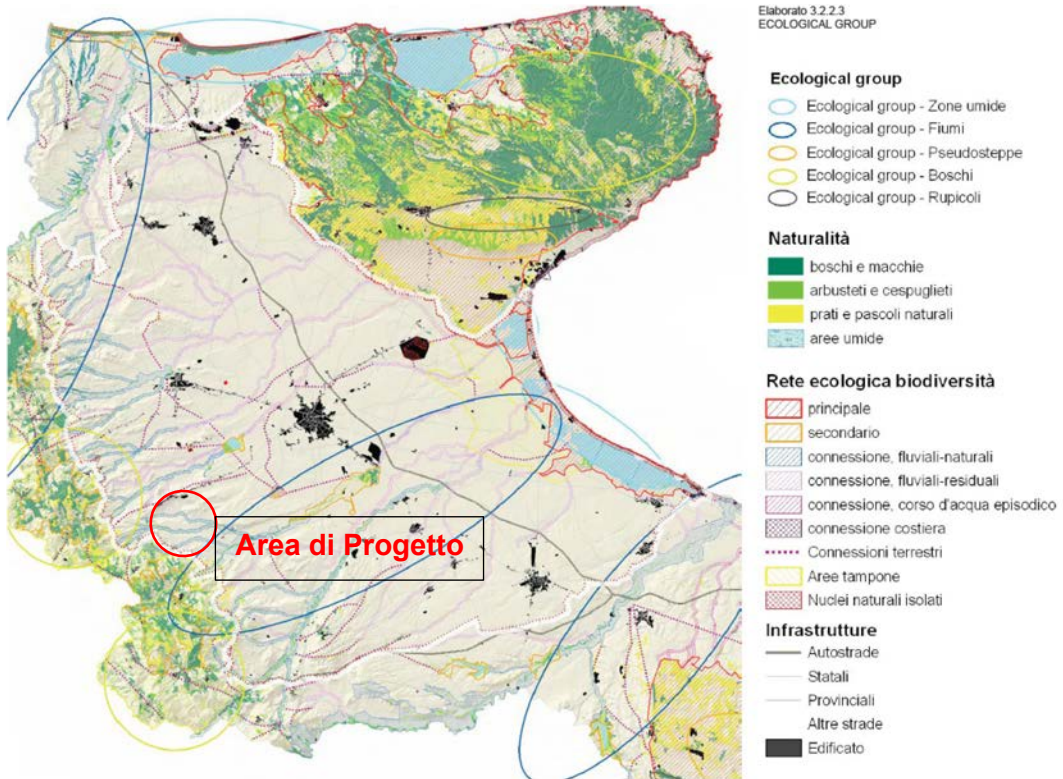 Elaborato 3.2.2.3
ECOLOGICAL GROUP
Ecological group
Ecological group - Zone umide
Ecological group - Fiumi
Ecological group - Pseudosteppe
Ecological group - Boschi
Ecological group - Rupicoli
Naturalità
boschi e macchie
arbusteti e cespuglieti
prati e pascoli naturali
aree umide
Rete ecologica biodiversità
principale
secondario
connessione, fluviali-naturali
connessione, fluviali-residuali
connessione, corso d'acqua episodico
connessione costiera
Connessioni terrestri
Aree tampone
Nuclei naturali isolati
Infrastrutture
Autostrade
Statali
Provinciali
Altre strade
Edificato
Area di Progetto